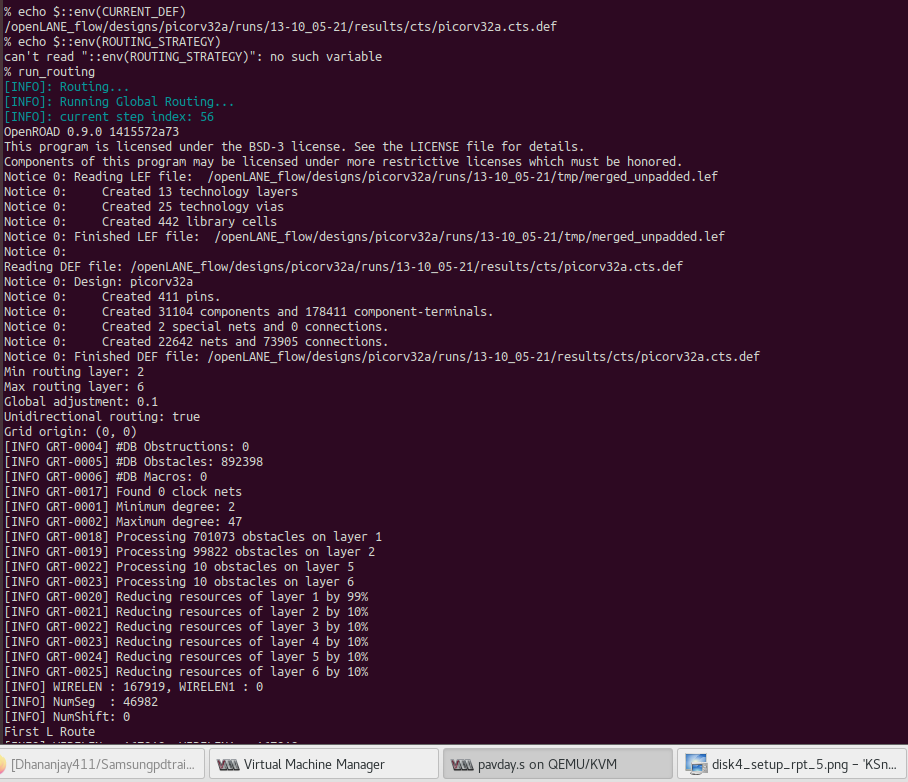 % echo $::env(CURRENT_DEF)
/openLANE_flow/designs/picorv32a/runs/13-10_05-21/results/cts/picorv32a.cts.def
% echo $::env(ROUTING_STRATEGY)
can't read "::env(ROUTING_STRATEGY)": no such variable
% run_routing
[INFO]: Routing...
[INFO]: Running Global Routing...
[INFO]: current step index: 56
OpenROAD 0.9.0 1415572a73
This program is licensed under the BSD-3 license. See the LICENSE file for details.
Components of this program may be licensed under more restrictive licenses which must be honored.
Notice 0: Reading LEF file:  /openLANE_flow/designs/picorv32a/runs/13-10_05-21/tmp/merged_unpadded.lef
Notice 0:     Created 13 technology layers
Notice 0:     Created 25 technology vias
Notice 0:     Created 442 library cells
Notice 0: Finished LEF file:  /openLANE_flow/designs/picorv32a/runs/13-10_05-21/tmp/merged_unpadded.lef
Notice 0:
Reading DEF file: /openLANE_flow/designs/picorv32a/runs/13-10_05-21/results/cts/picorv32a.cts.def
Notice 0: Design: picorv32a
Notice 0:     Created 411 pins.
Notice 0:     Created 31104 components and 178411 component-terminals.
Notice 0:     Created 2 special nets and 0 connections.
Notice 0:     Created 22642 nets and 73905 connections.
Notice 0: Finished DEF file: /openLANE_flow/designs/picorv32a/runs/13-10_05-21/results/cts/picorv32a.cts.def
Min routing layer: 2
Max routing layer: 6
Global adjustment: 0.1
Unidirectional routing: true
Grid origin: (0, 0)
[INFO GRT-0004] #DB Obstructions: 0
[INFO GRT-0005] #DB Obstacles: 892398
[INFO GRT-0006] #DB Macros: 0
[INFO GRT-0017] Found 0 clock nets
[INFO GRT-0001] Minimum degree: 2
[INFO GRT-0002] Maximum degree: 47
[INFO GRT-0018] Processing 701073 obstacles on layer 1
[INFO GRT-0019] Processing 99822 obstacles on layer 2
[INFO GRT-0022] Processing 10 obstacles on layer 5
[INFO GRT-0023] Processing 10 obstacles on layer 6
[INFO GRT-0020] Reducing resources of layer 1 by 99%
[INFO GRT-0021] Reducing resources of layer 2 by 10%
[INFO GRT-0022] Reducing resources of layer 3 by 10%
[INFO GRT-0023] Reducing resources of layer 4 by 10%
[INFO GRT-0024] Reducing resources of layer 5 by 10%
[INFO GRT-0025] Reducing resources of layer 6 by 10%
[INFO] WIRELEN : 167919, WIRELEN1 : 0
[INFO] NumSeg  : 46982
[INFO] NumShift: 0
First L Route
[Dhananjay411/Samsungpdtrai... Virtual Machine Manager payday.s on QEMU/KVM disk4_setup_rpt_5.png – 'KSn...